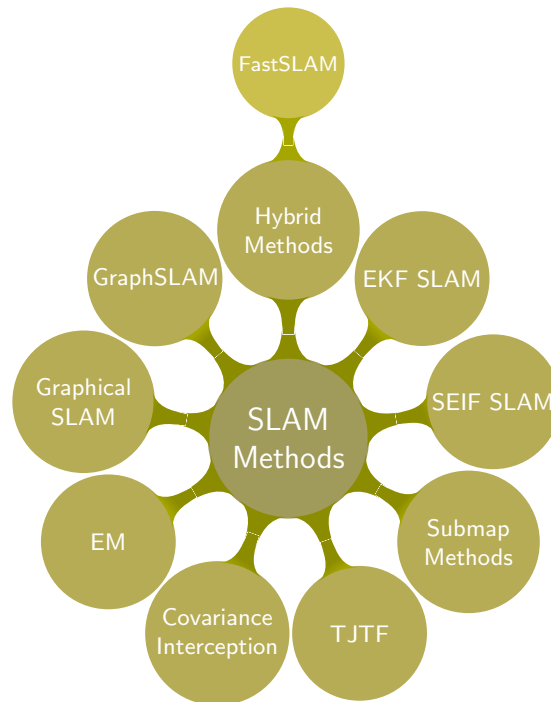 FastSLAM
Hybrid
Methods
GraphSLAM
EKF SLAM
Graphical
SLAM
SEIF SLAM
SLAM
Methods
EM
Submap
Methods
Covariance
Interception
TJTF